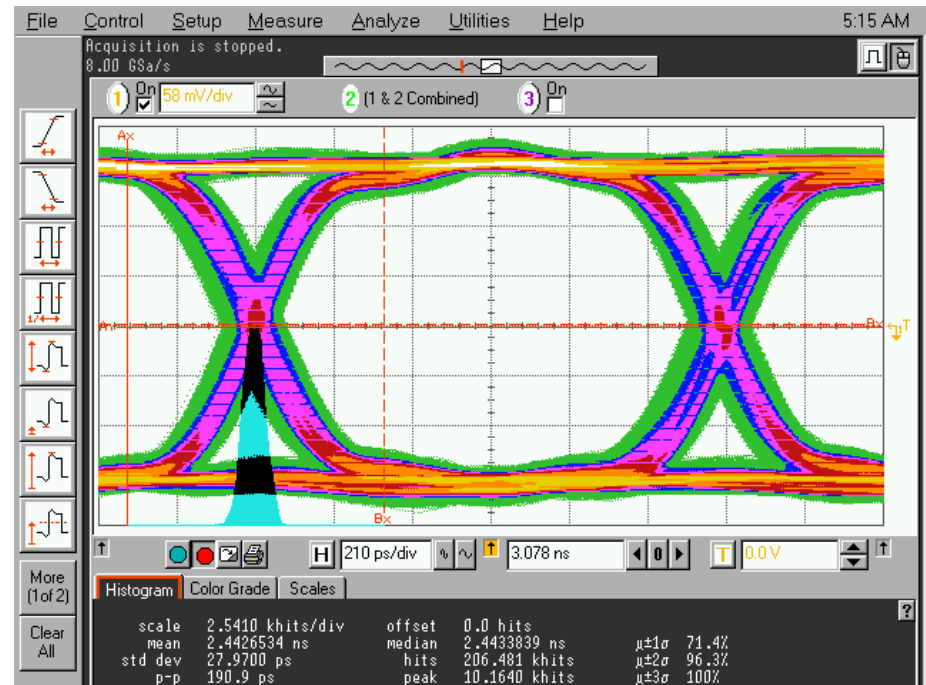 File Control Setup Measure Analyze Utilities Help 5:15 AM
Acquisition is stopped.
8.00 GSa/s
1 On 58 mV/div 2 (1 & 2 Combined) 3 On
Ax
Bx
T
Bx
H 210 ps/div 3.078 ns 0 T 0.0 V
More
(1 of 2)
Clear
All
Histogram Color Grade Scales
?
scale 2.5410 khits/div offset 0.0 hits
mean 2.4426534 ns median 2.4433839 ns µ±1σ 71.4%
std dev 27.9700 ps hits 206.481 khits µ±2σ 96.3%
p-p 190.9 ps peak 10.1640 khits µ±3σ 100%